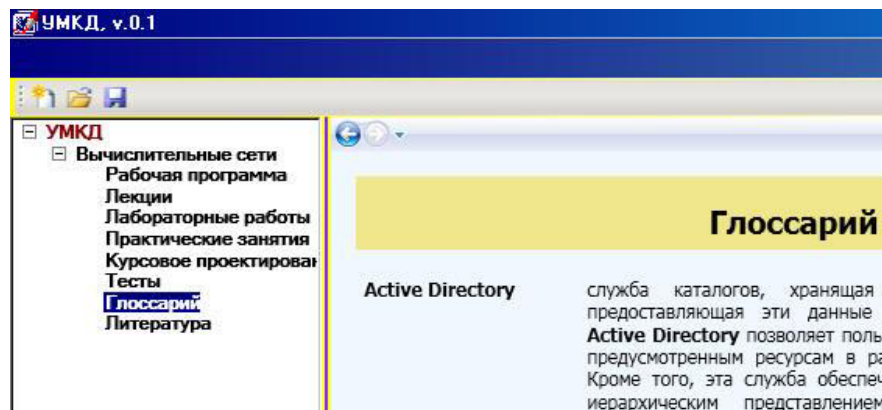 УМКД, v.0.1
УМКД
Вычислительные сети
Рабочая программа
Лекции
Лабораторные работы
Практические занятия
Курсовое проектирован
Тесты
Глоссарий
Литература
Глоссарий
Active Directory
служба каталогов, хранящая
предоставляющая эти данные
Active Directory позволяет поль
предусмотренным ресурсам в ра
Кроме того, эта служба обеспеч
иерархическим представлением